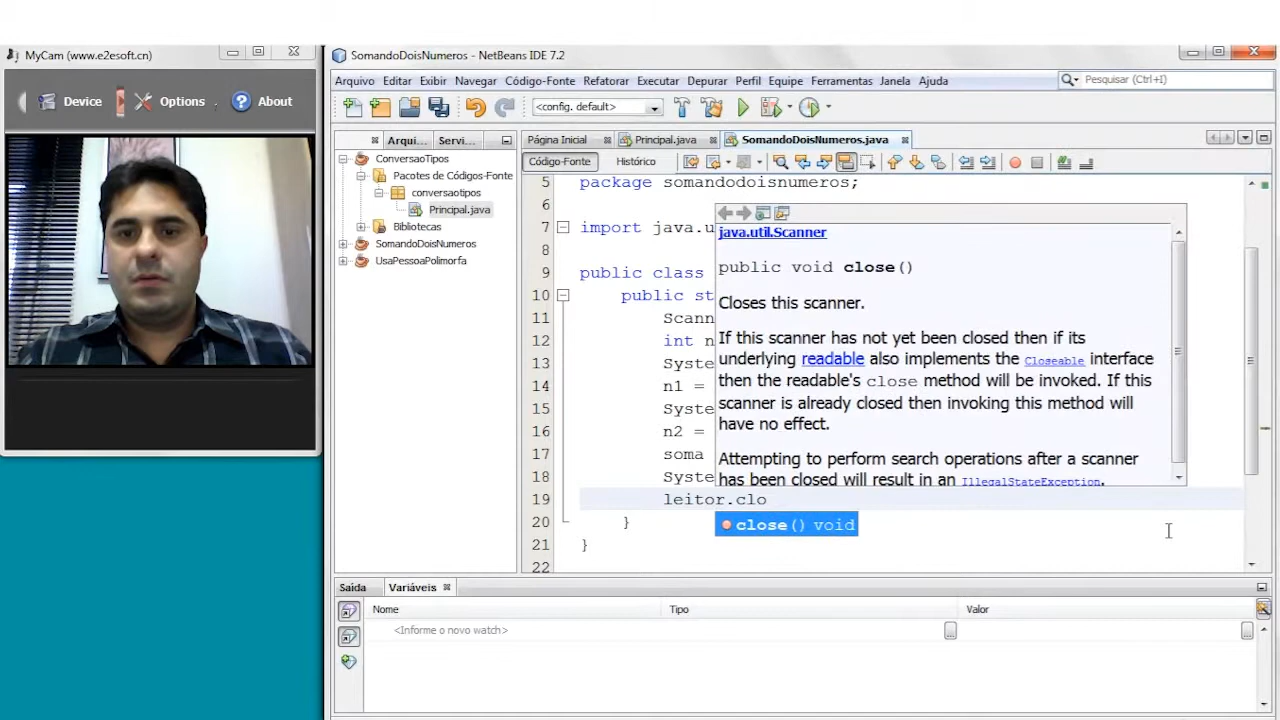 MyCam (www.e2esoft.cn)
Device
Options
About
SomandoDoisNumeros - NetBeans IDE 7.2
Arquivo Editar Exibir Navegar Código-Fonte Refatorar Executar Depurar Perfil Equipe Ferramentas Janela Ajuda
Pesquisar (Ctrl+I)
<config. default>
Arqui...
Servi...
Página Inicial
Principal.java
SomandoDoisNumeros.java
Código-Fonte
Histórico
ConversaoTipos
Pacotes de Códigos-Fonte
conversaotipos
Principal.java
Bibliotecas
SomandoDoisNumeros
UsaPessoaPolimorfa
5 package somandodoisnumeros;
6
7 import java.u
8
9 public class
10 public st
11 Scann
12 int n
13 Syste
14 n1 =
15 Syste
16 n2 =
17 soma
18 Syste
19 leitor.clo
20 }
21 }
22
java.util.Scanner
public void close()
Closes this scanner.
If this scanner has not yet been closed then if its
underlying readable also implements the Closeable interface
then the readable's close method will be invoked. If this
scanner is already closed then invoking this method will
have no effect.
Attempting to perform search operations after a scanner
has been closed will result in an IllegalStateException.
close() void
Saída
Variáveis
Nome
Tipo
Valor
<Informe o novo watch>